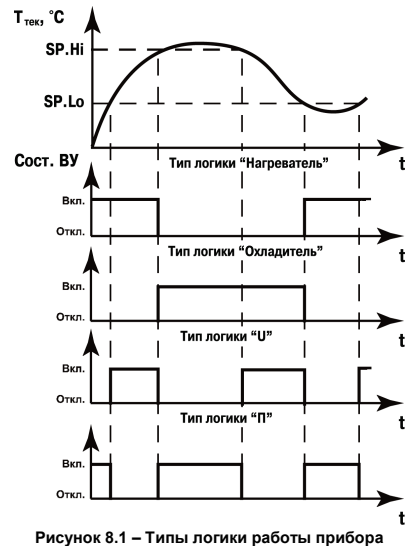 Tтек, °C
SP.Hi
SP.Lo
t
Сост. ВУ
Тип логики “Нагреватель”
Вкл.
Откл.
t
Тип логики “Охладитель”
Вкл.
Откл.
t
Тип логики “U”
Вкл.
Откл.
t
Тип логики “П”
Вкл.
Откл.
t
Рисунок 8.1 – Типы логики работы прибора